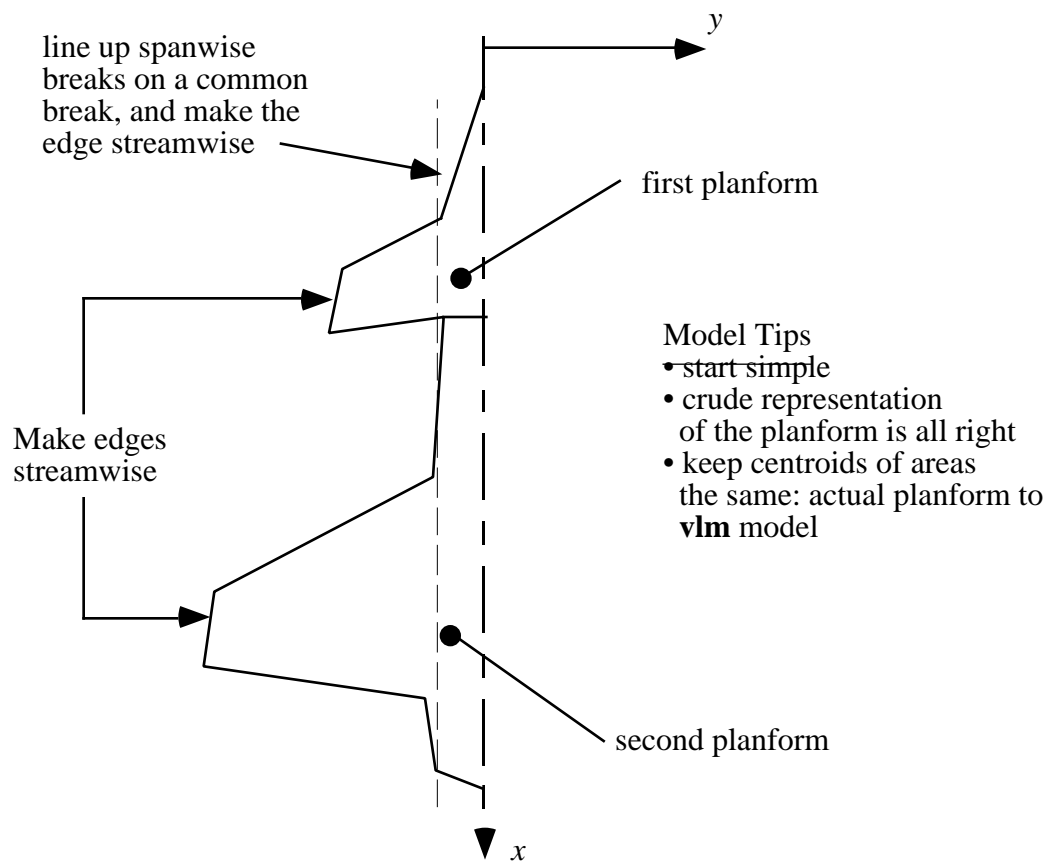 y
line up spanwise
breaks on a common
break, and make the
edge streamwise
first planform
Model Tips
• start simple
• crude representation
of the planform is all right
• keep centroids of areas
the same: actual planform to
vlm model
Make edges
streamwise
second planform
x